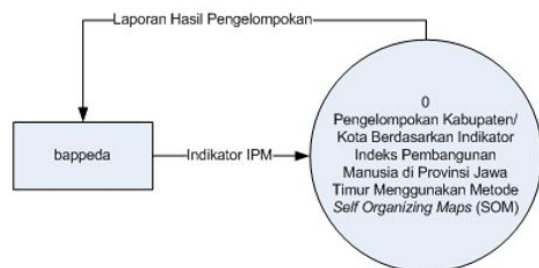 Laporan Hasil Pengelompokan
0
Pengelompokan Kabupaten/
Kota Berdasarkan Indikator
Indeks Pembangunan
Manusia di Provinsi Jawa
Timur Menggunakan Metode
Self Organizing Maps (SOM)
bappeda
Indikator IPM